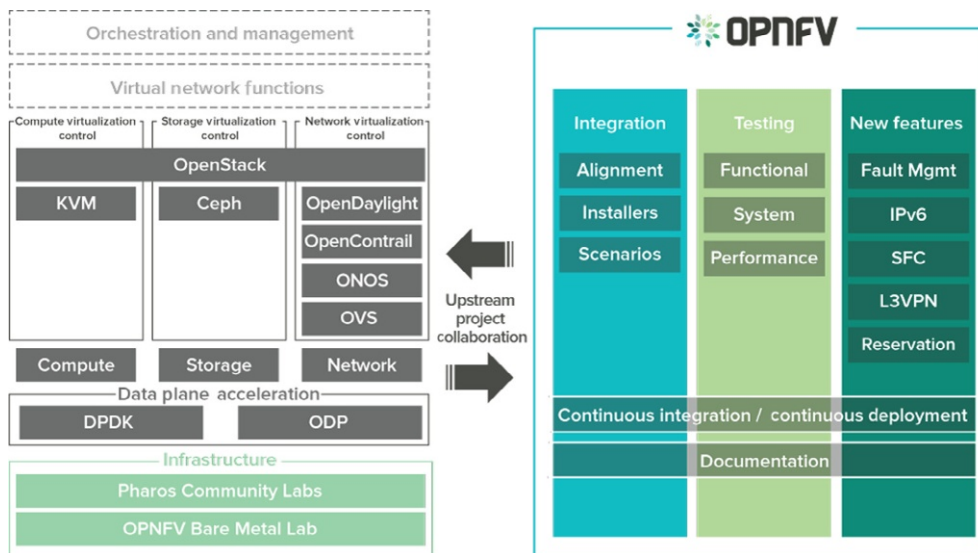 Orchestration and management
Virtual network functions
Compute virtualization
control
Storage virtualization
control
Network virtualization
control
OpenStack
KVM
Ceph
OpenDaylight
OpenContrail
ONOS
OVS
Compute
Storage
Network
Data plane acceleration
DPDK
ODP
Infrastructure
Pharos Community Labs
OPNFV Bare Metal Lab
Upstream
project
collaboration
OPNFV
Integration
Alignment
Installers
Scenarios
Testing
Functional
System
Performance
New features
Fault Mgmt
IPv6
SFC
L3VPN
Reservation
Continuous integration / continuous deployment
Documentation